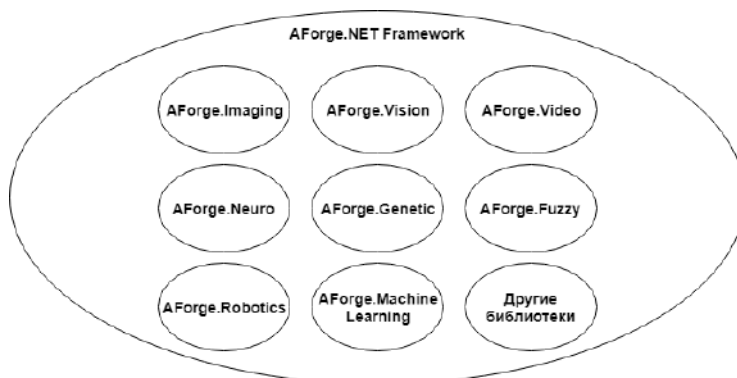 AForge.NET Framework
AForge.Imaging
AForge.Vision
AForge.Video
AForge.Neuro
AForge.Genetic
AForge.Fuzzy
AForge.Robotics
AForge.Machine
Learning
Другие
библиотеки